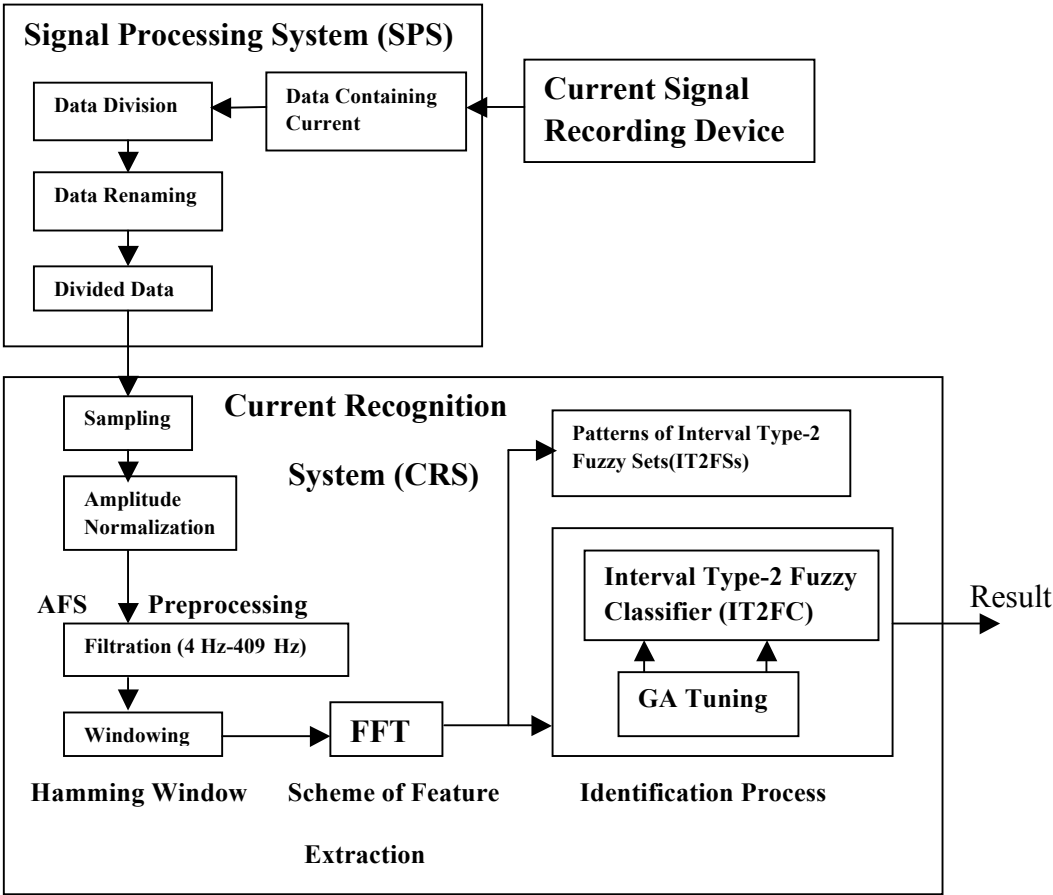 Signal Processing System (SPS)
Data Division
Data Containing
Current
Current Signal
Recording Device
Data Renaming
Divided Data
Sampling
Current Recognition
System (CRS)
Amplitude
Normalization
Patterns of Interval Type-2
Fuzzy Sets(IT2FSs)
AFS Preprocessing
Filtration (4 Hz-409 Hz)
Interval Type-2 Fuzzy
Classifier (IT2FC)
Result
GA Tuning
Windowing
FFT
Hamming Window
Scheme of Feature
Extraction
Identification Process